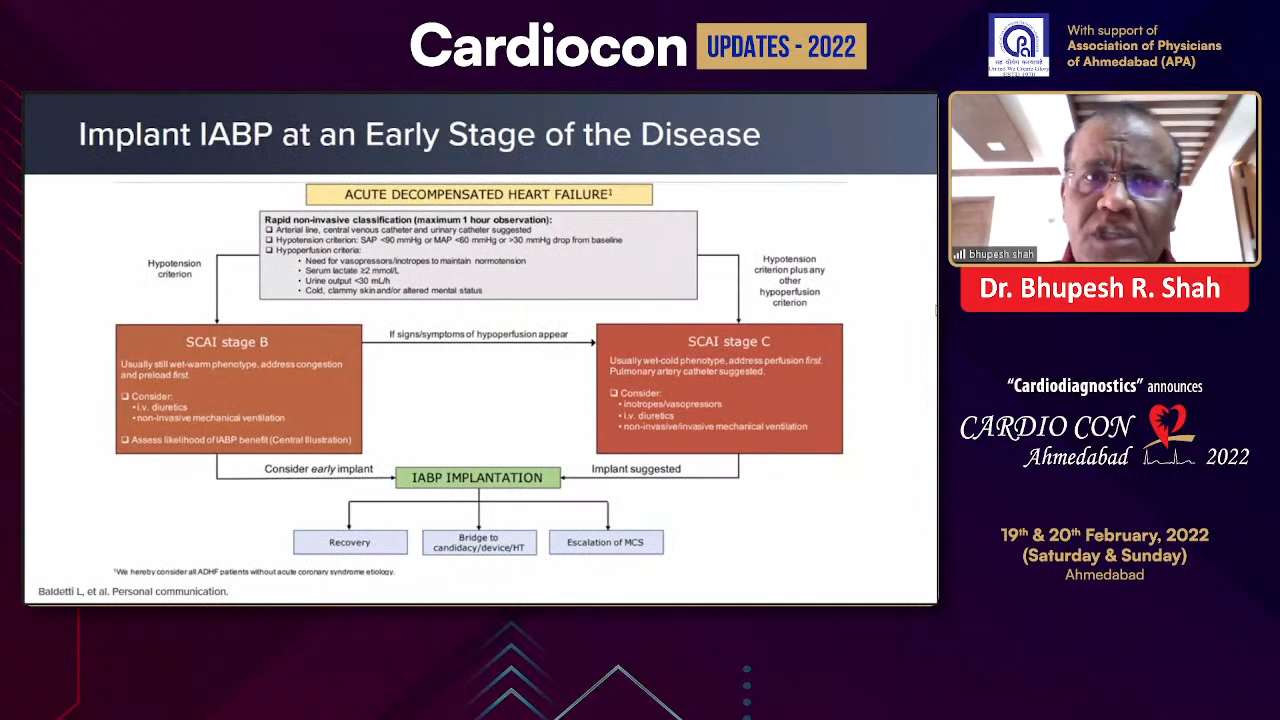 Cardiocon UPDATES - 2022
सह वीर्यं करवावहै
United We Create Glory
ESTD 1970
With support of
Association of Physicians
of Ahmedabad (APA)
Implant IABP at an Early Stage of the Disease
ACUTE DECOMPENSATED HEART FAILURE¹
Rapid non-invasive classification (maximum 1 hour observation):
❑ Arterial line, central venous catheter and urinary catheter suggested
❑ Hypotension criterion: SAP <90 mmHg or MAP <60 mmHg or >30 mmHg drop from baseline
❑ Hypoperfusion criteria:
• Need for vasopressors/inotropes to maintain normotension
• Serum lactate ≥2 mmol/L
• Urine output <30 mL/h
• Cold, clammy skin and/or altered mental status
Hypotension
criterion
Hypotension
criterion plus any
other
hypoperfusion
criterion
SCAI stage B
Usually still wet-warm phenotype, address congestion
and preload first.
❑ Consider:
• i.v. diuretics
• non-invasive mechanical ventilation
❑ Assess likelihood of IABP benefit (Central Illustration)
If signs/symptoms of hypoperfusion appear
SCAI stage C
Usually wet-cold phenotype, address perfusion first.
Pulmonary artery catheter suggested.
❑ Consider:
• inotropes/vasopressors
• i.v. diuretics
• non-invasive/invasive mechanical ventilation
Consider early implant
IABP IMPLANTATION
Implant suggested
Recovery
Bridge to
candidacy/device/HT
Escalation of MCS
¹We hereby consider all ADHF patients without acute coronary syndrome etiology.
Baldetti L, et al. Personal communication.
bhupesh shah
Dr. Bhupesh R. Shah
“Cardiodiagnostics” announces
CARDIO CON
Ahmedabad 2022
19th & 20th February, 2022
(Saturday & Sunday)
Ahmedabad